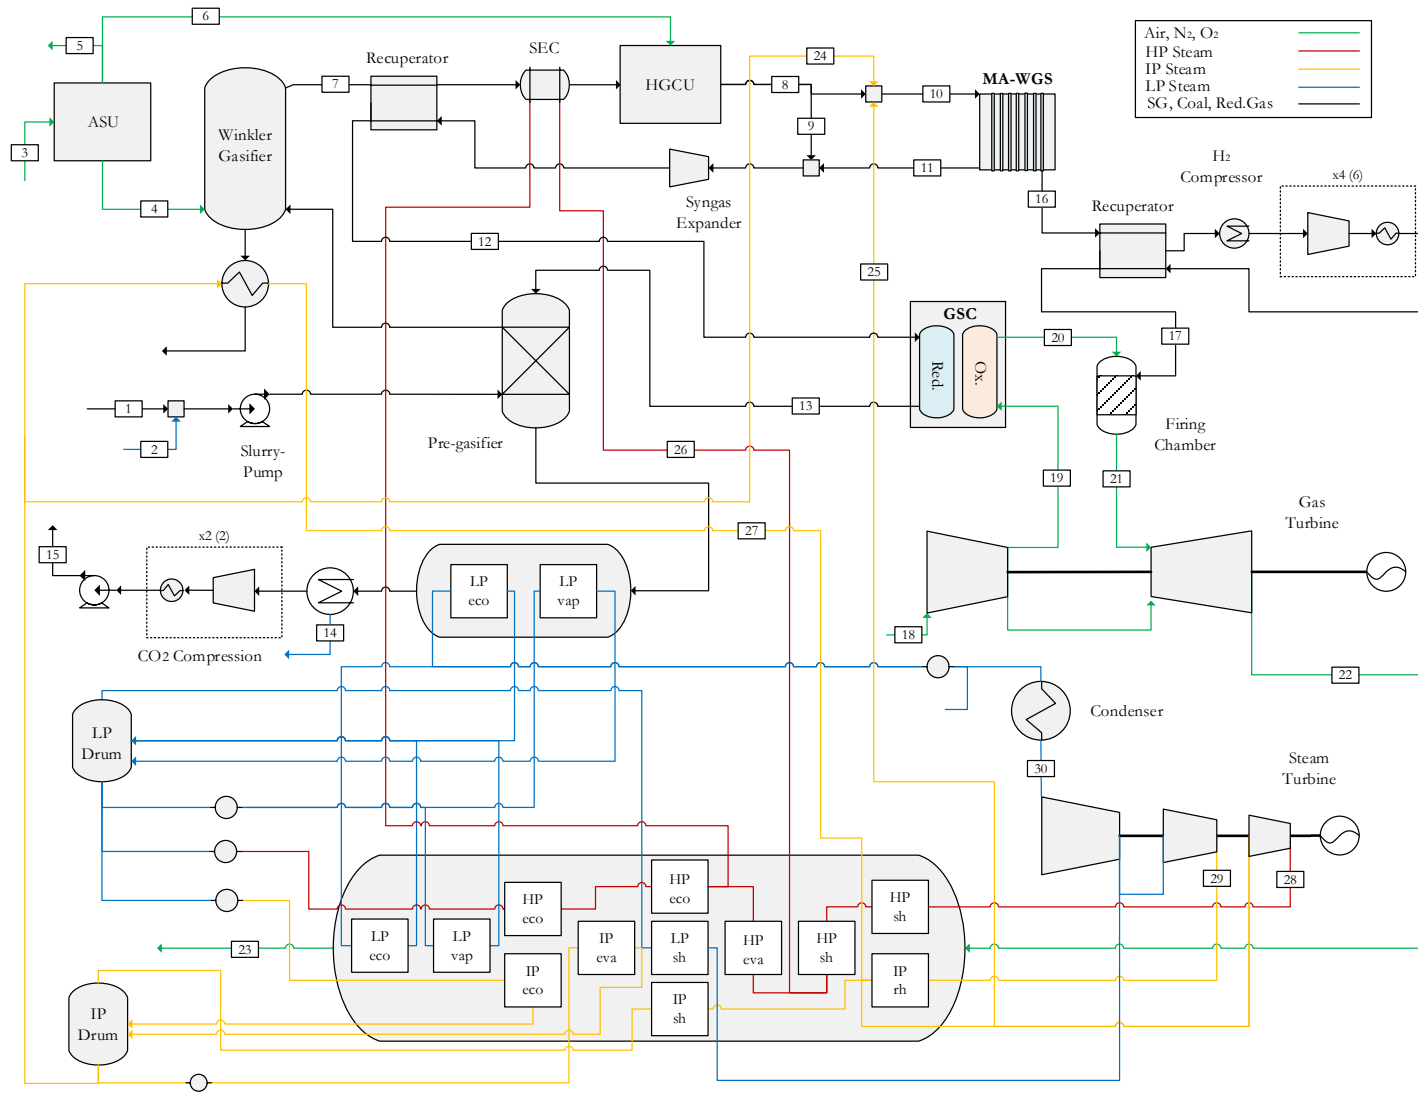 6
24
Air, N2, O2
HP Steam
IP Steam
LP Steam
SG, Coal, Red.Gas
5
Recuperator
SEC
MA-WGS
7
HGCU
8
10
ASU
Winkler
Gasifier
9
3
11
H2
Compressor
x4 (6)
Syngas
Expander
16
4
Recuperator
12
25
GSC
17
20
Red.
Ox.
1
13
2
Slurry-
Pump
Pre-gasifier
Firing
Chamber
26
19
21
Gas
Turbine
27
x2 (2)
15
LP
eco
LP
vap
14
18
CO2 Compression
22
LP
Drum
Condenser
30
Steam
Turbine
29
28
HP
eco
HP
eco
HP
sh
LP
eco
LP
vap
IP
eva
LP
sh
HP
eva
HP
sh
23
IP
eco
IP
rh
IP
sh
IP
Drum